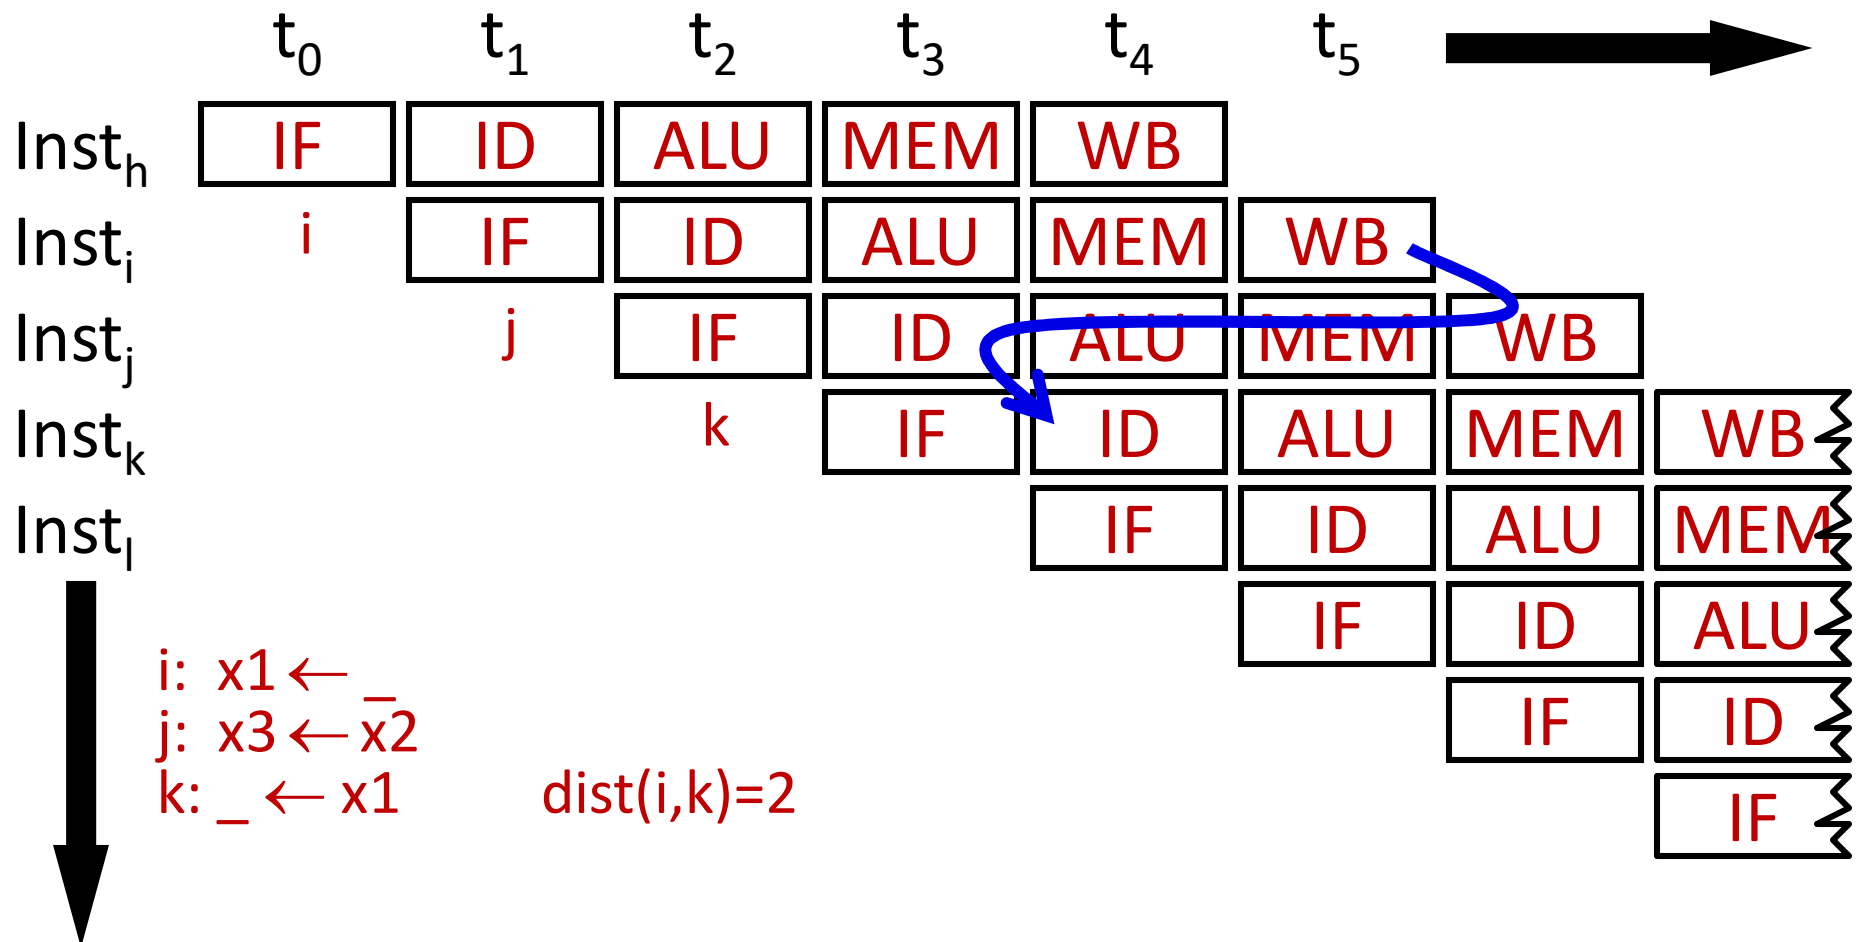 t₀ t₁ t₂ t₃ t₄ t₅
Instₕ IF ID ALU MEM WB
Instᵢ i IF ID ALU MEM WB
Instⱼ j IF ID ALU MEM WB
Instₖ k IF ID ALU MEM WB
Instₗ IF ID ALU MEM
IF ID ALU
i: x1 ← _
IF ID
j: x3 ← x2
k: _ ← x1 dist(i,k)=2
IF